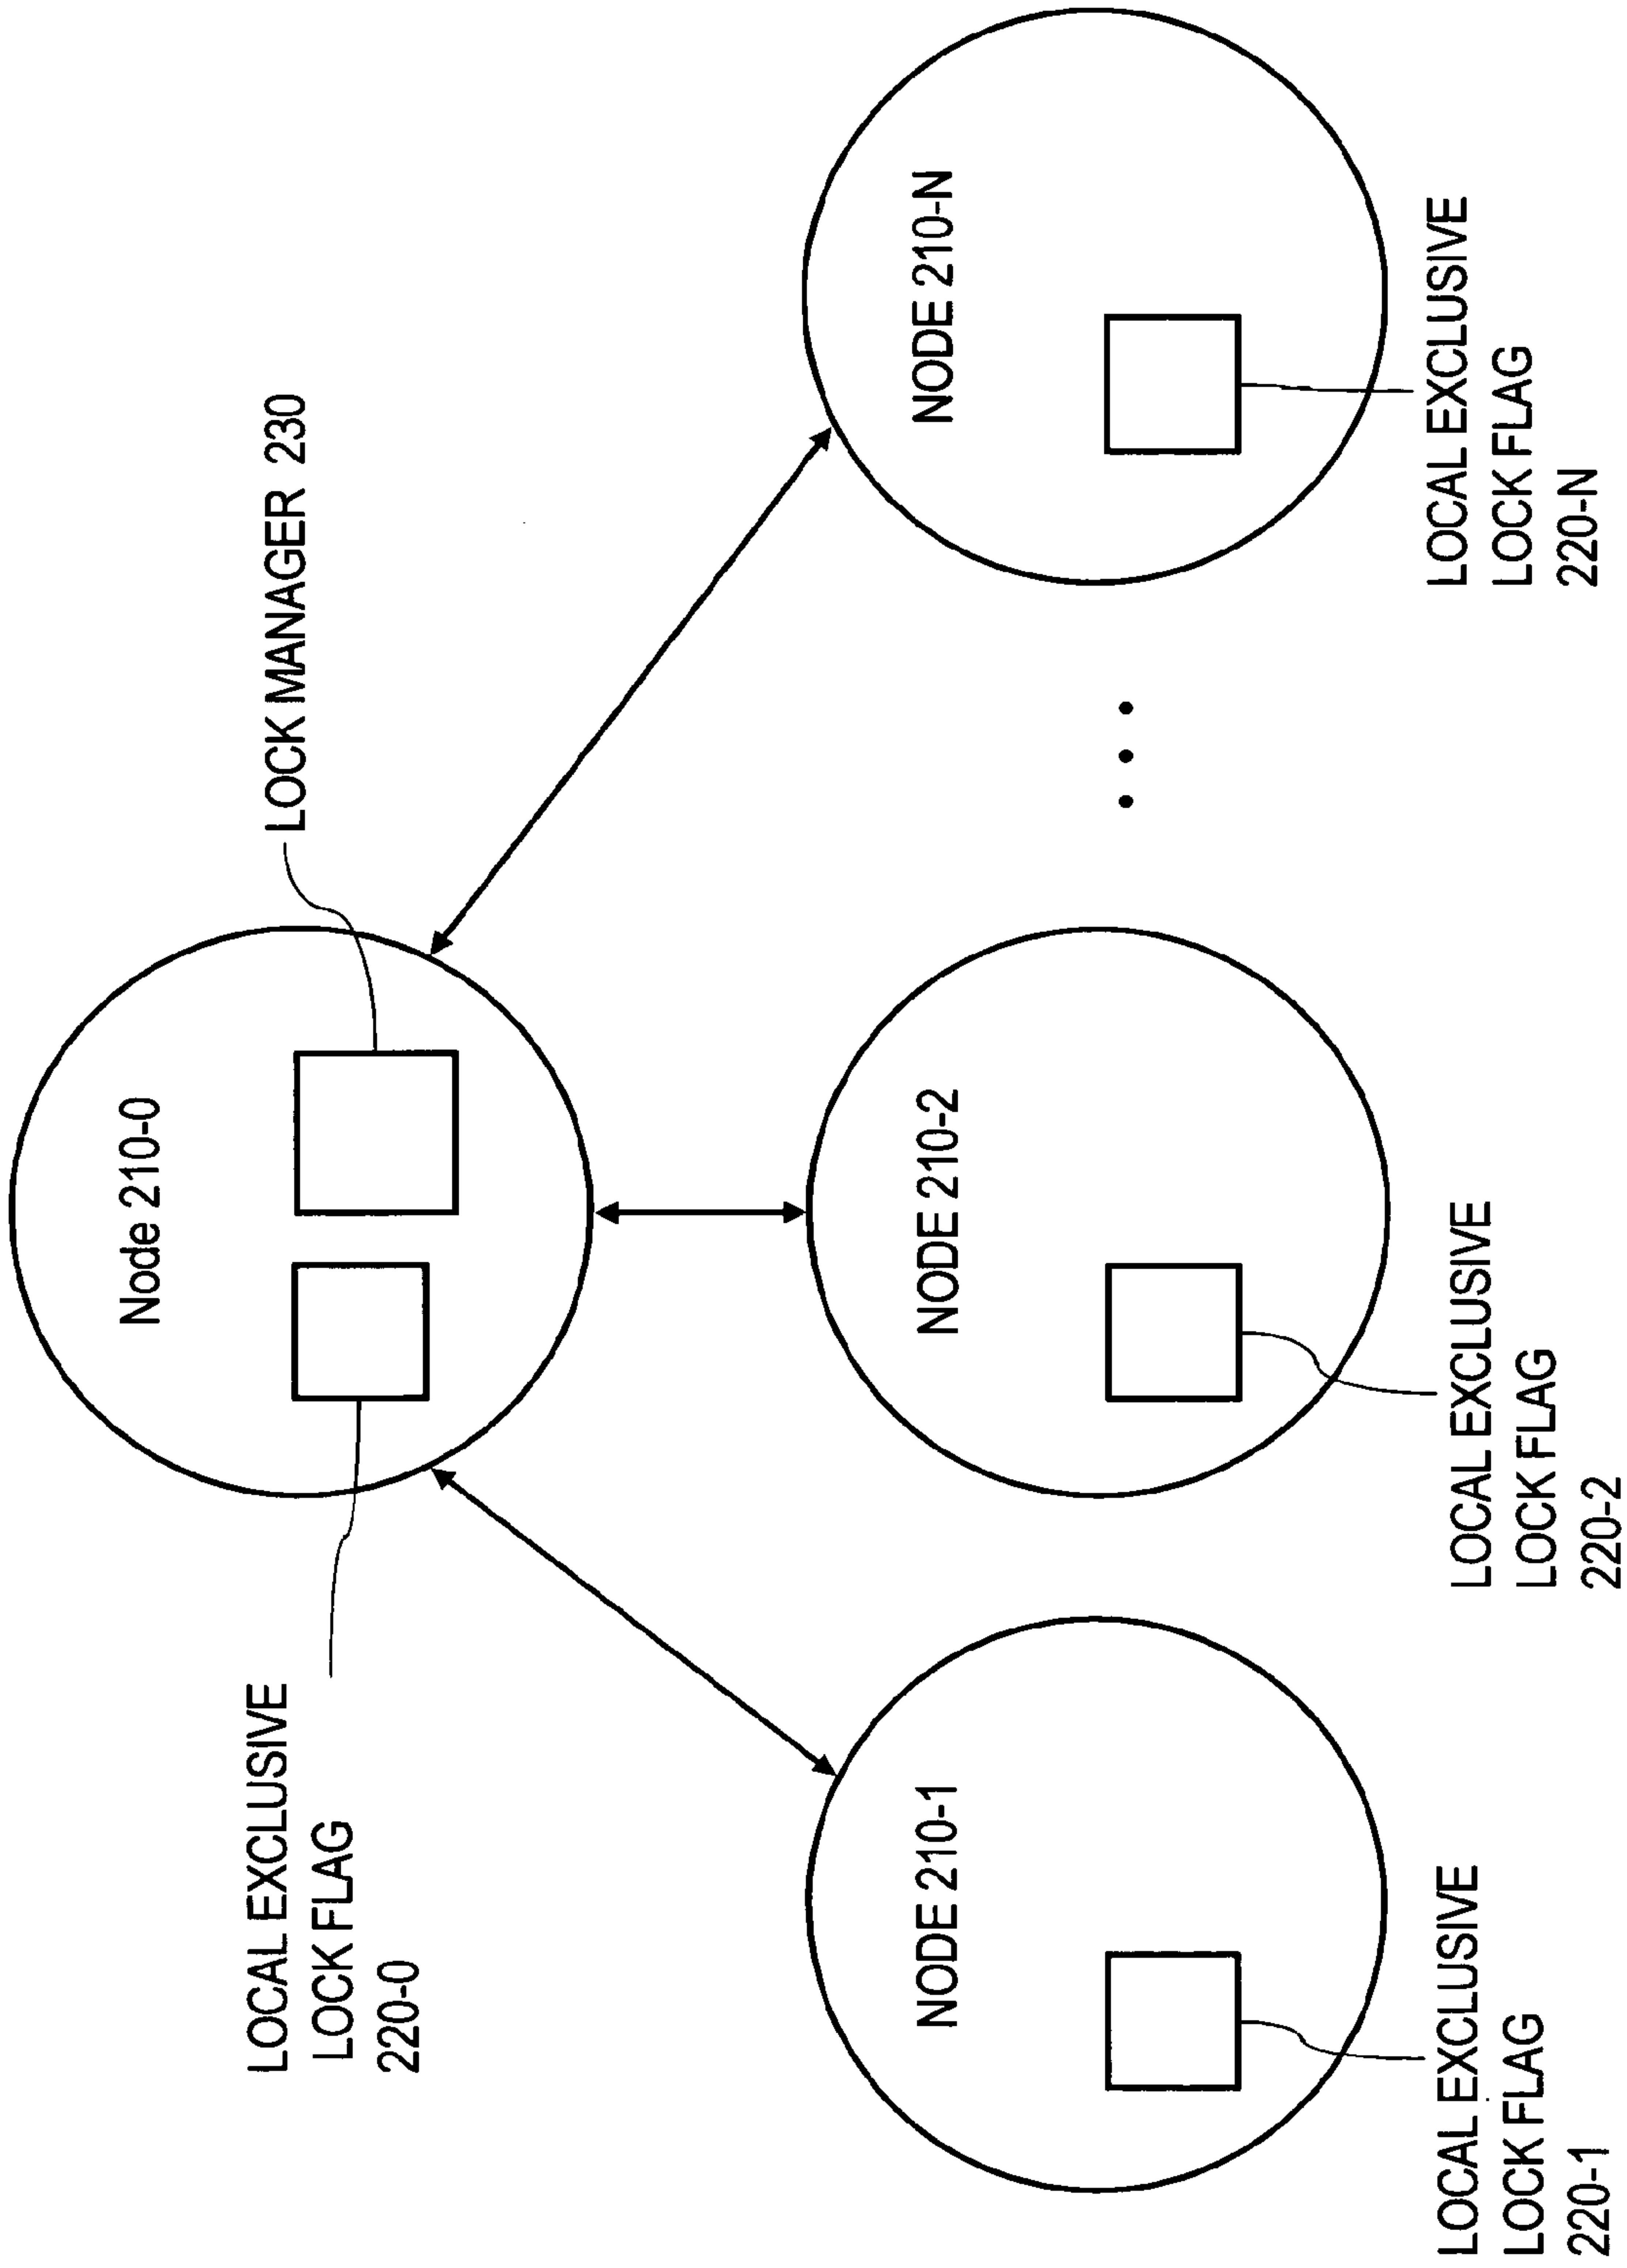 Node 210-0
LOCK MANAGER 230
LOCAL EXCLUSIVE
LOCK FLAG
220-0
NODE 210-1
LOCAL EXCLUSIVE
LOCK FLAG
220-1
NODE 210-2
LOCAL EXCLUSIVE
LOCK FLAG
220-2
NODE 210-N
LOCAL EXCLUSIVE
LOCK FLAG
220-N